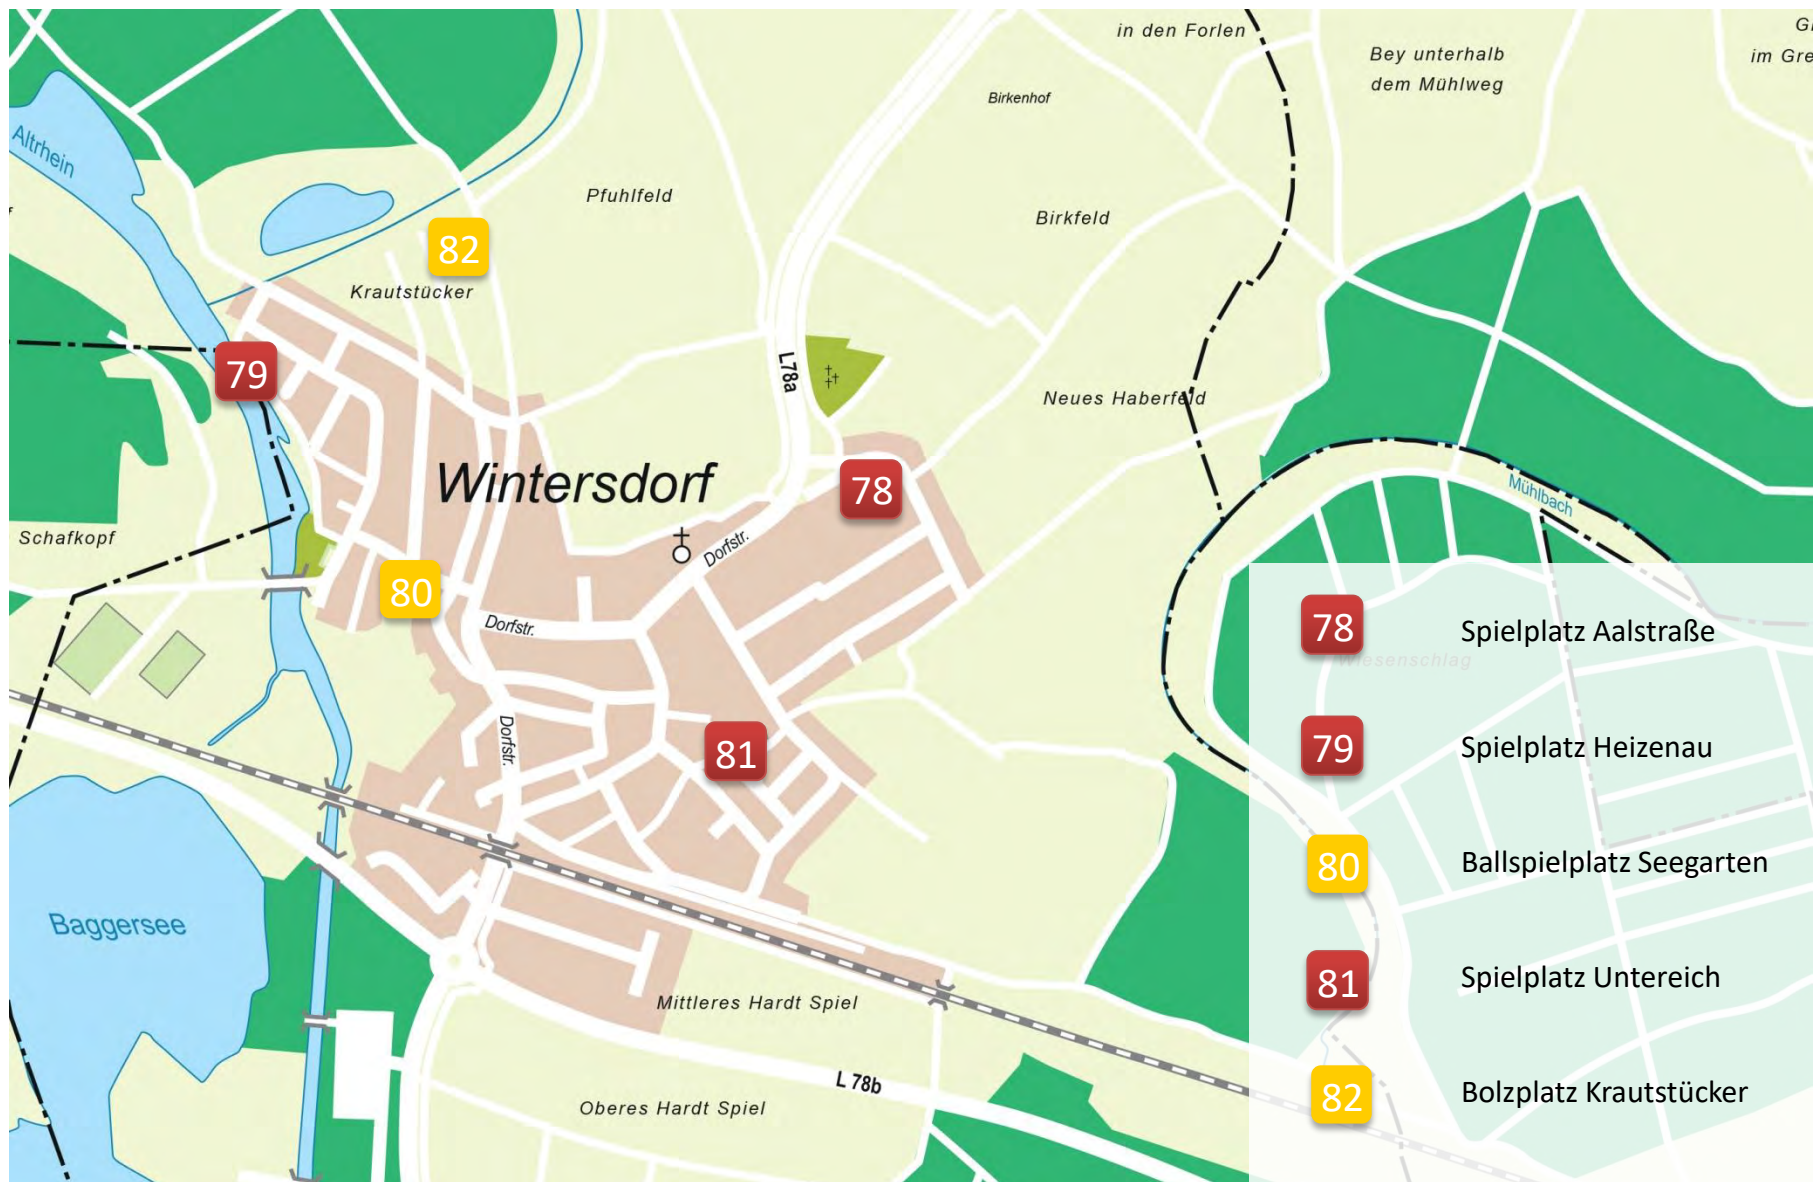 in den Forlen
Bey unterhalb
dem Mühlweg
im Gre
Birkenhof
Altrhein
Pfuhlfeld
Birkfeld
82
Krautstücker
79
L78a
Neues Haberfeld
Wintersdorf
78
Mühlbach
Schafkopf
Dorfstr.
80
Dorfstr.
Dorfstr.
81
Baggersee
Mittleres Hardt Spiel
L 78b
Oberes Hardt Spiel
78 Spielplatz Aalstraße
Wiesenschlag
79 Spielplatz Heizenau
80 Ballspielplatz Seegarten
81 Spielplatz Untereich
82 Bolzplatz Krautstücker